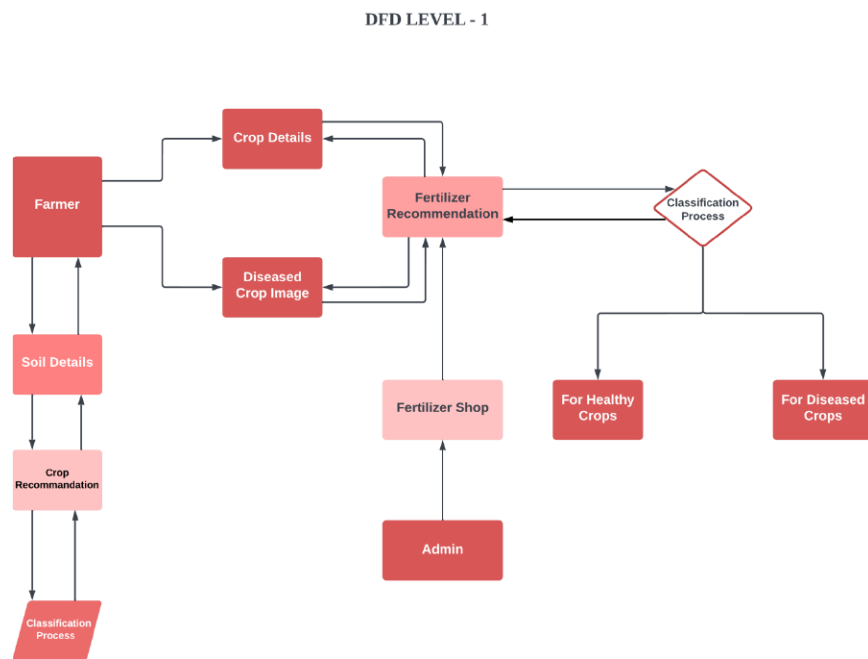 DFD LEVEL - 1
Crop Details
Farmer
Fertilizer
Recommendation
Classification
Process
Diseased
Crop Image
Soil Details
Fertilizer Shop
For Healthy
Crops
For Diseased
Crops
Crop
Recommandation
Admin
Classification
Process